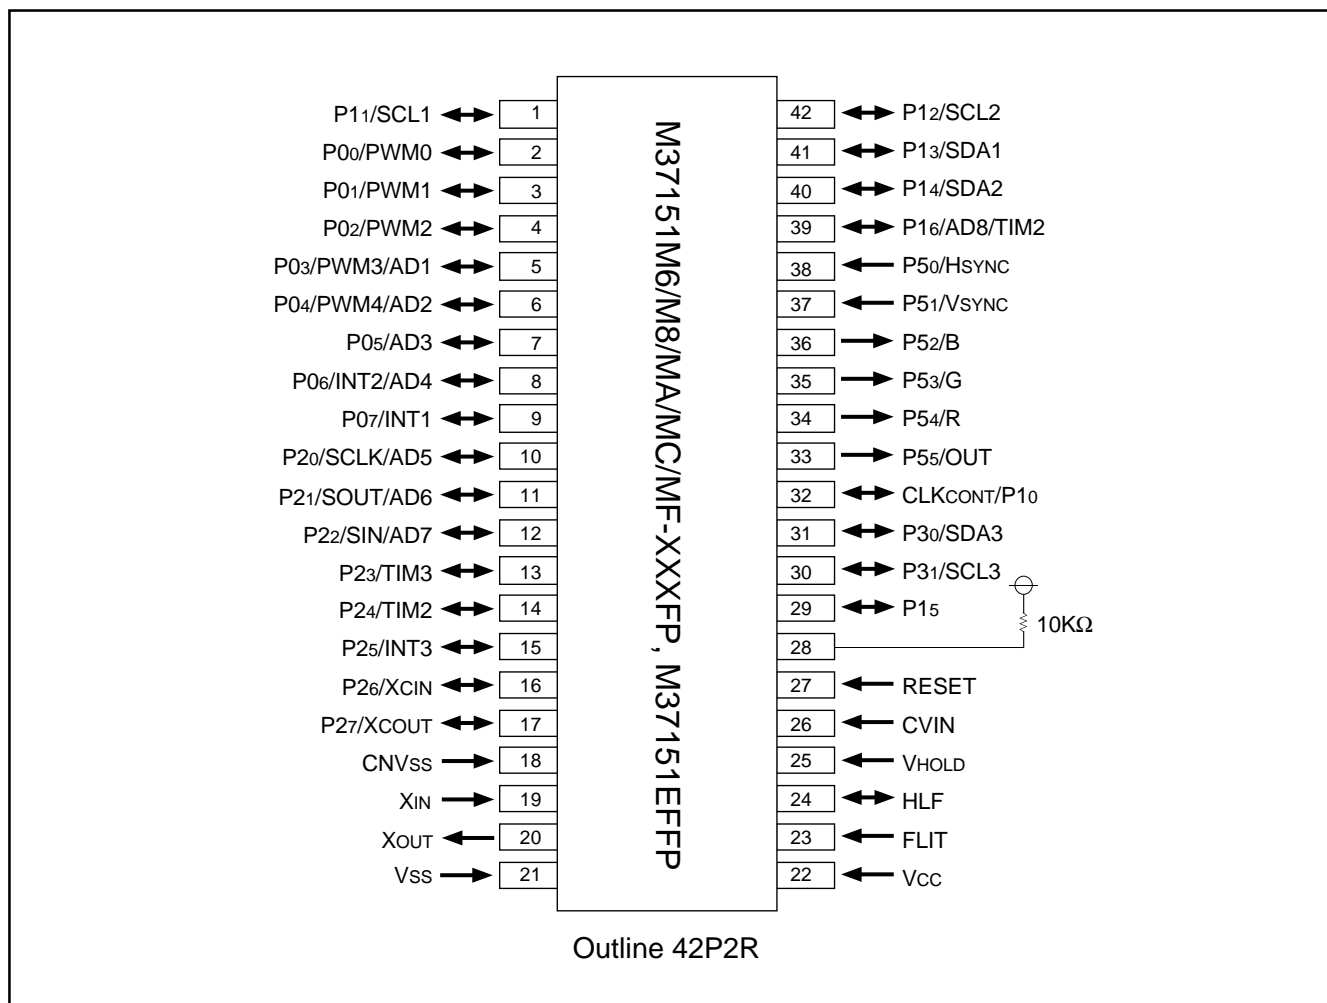 P11/SCL1 1
P00/PWM0 2
P01/PWM1 3
P02/PWM2 4
P03/PWM3/AD1 5
P04/PWM4/AD2 6
P05/AD3 7
P06/INT2/AD4 8
P07/INT1 9
P20/SCLK/AD5 10
P21/SOUT/AD6 11
P22/SIN/AD7 12
P23/TIM3 13
P24/TIM2 14
P25/INT3 15
P26/XCIN 16
P27/XCOUT 17
CNVSS 18
XIN 19
XOUT 20
VSS 21
M37151M6/M8/MA/MC/MF-XXXFP, M37151EFFP
42 P12/SCL2
41 P13/SDA1
40 P14/SDA2
39 P16/AD8/TIM2
38 P50/HSYNC
37 P51/VSYNC
36 P52/B
35 P53/G
34 P54/R
33 P55/OUT
32 CLKCONT/P10
31 P30/SDA3
30 P31/SCL3
29 P15
28 10KΩ
27 RESET
26 CVIN
25 VHOLD
24 HLF
23 FLIT
22 VCC
Outline 42P2R